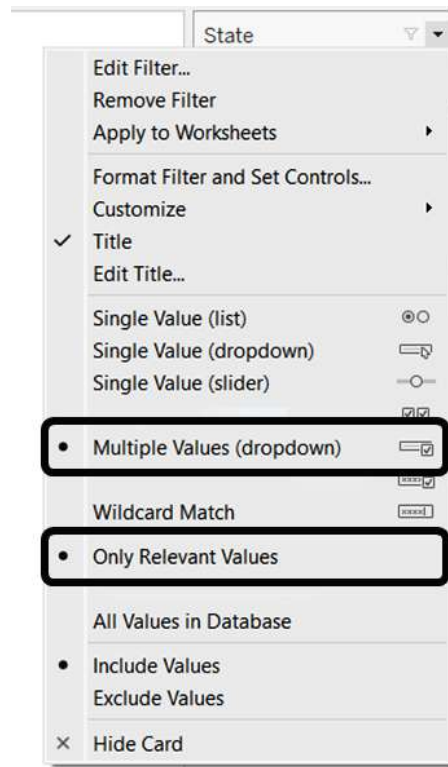 State
Edit Filter...
Remove Filter
Apply to Worksheets
Format Filter and Set Controls...
Customize
Title
Edit Title...
Single Value (list)
Single Value (dropdown)
Single Value (slider)
Multiple Values (dropdown)
Wildcard Match
Only Relevant Values
All Values in Database
Include Values
Exclude Values
Hide Card